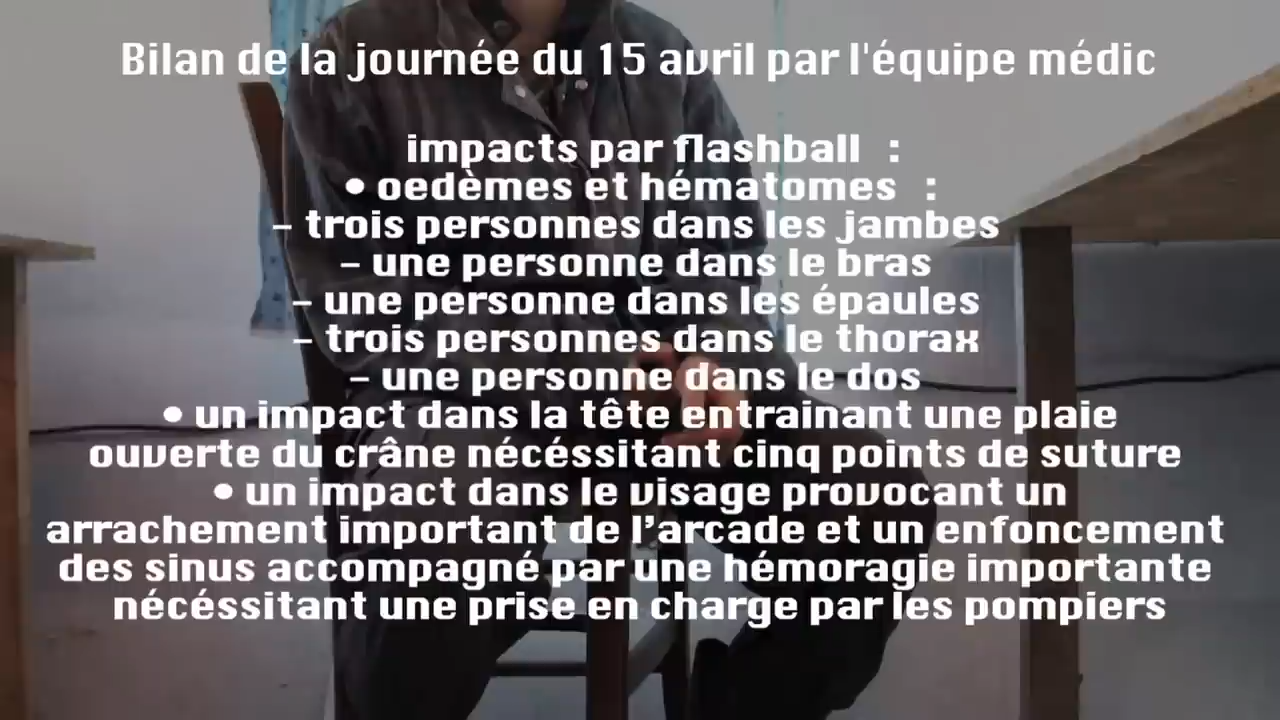 Bilan de la journée du 15 avril par l'équipe médic
impacts par flashball :
• oedèmes et hématomes :
– trois personnes dans les jambes
– une personne dans le bras
– une personne dans les épaules
– trois personnes dans le thorax
– une personne dans le dos
• un impact dans la tête entrainant une plaie
ouverte du crâne nécéssitant cinq points de suture
• un impact dans le visage provocant un
arrachement important de l’arcade et un enfoncement
des sinus accompagné par une hémoragie importante
nécéssitant une prise en charge par les pompiers